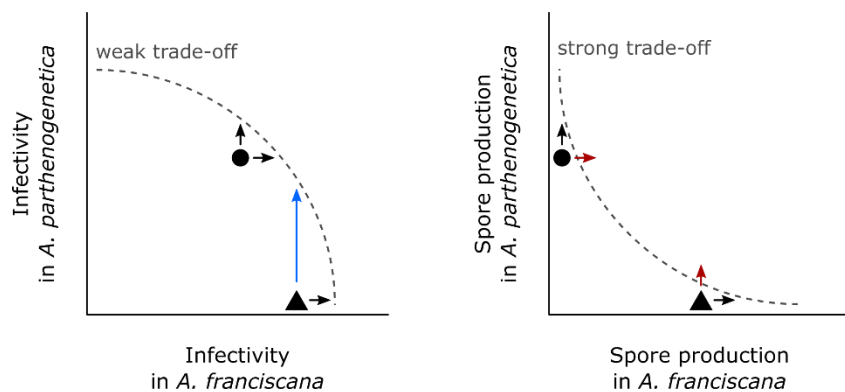 weak trade-off
Infectivity
in A. parthenogenetica
Infectivity
in A. franciscana
strong trade-off
Spore production
in A. parthenogenetica
Spore production
in A. franciscana